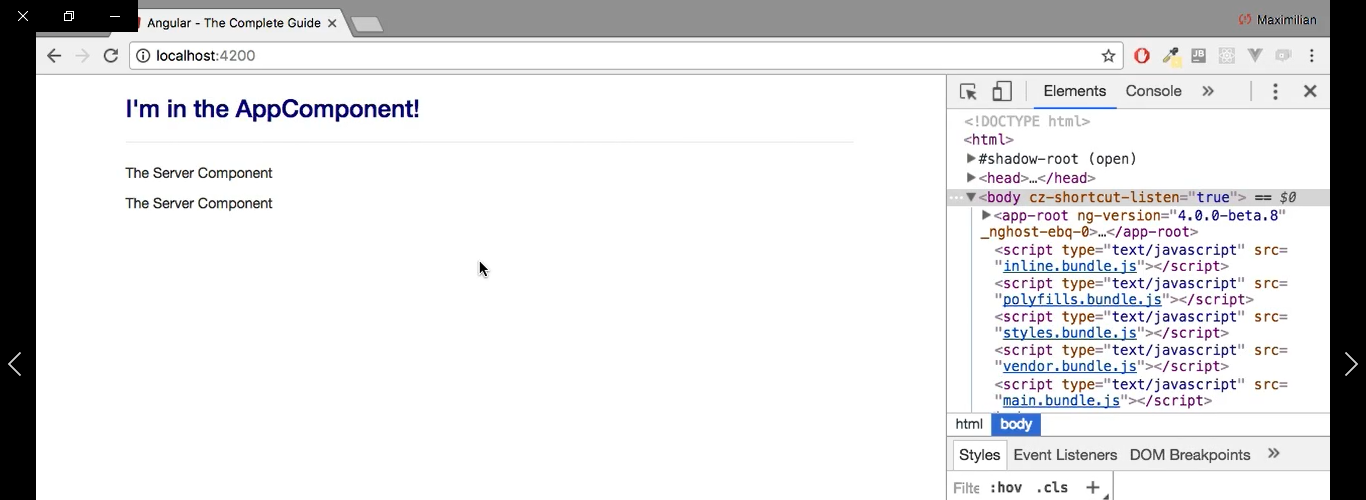 Angular - The Complete Guide
Maximilian
localhost:4200
I'm in the AppComponent!
The Server Component
The Server Component
Elements Console »
<!DOCTYPE html>
<html>
▶#shadow-root (open)
▶<head>…</head>
…▼<body cz-shortcut-listen="true"> == $0
▶<app-root ng-version="4.0.0-beta.8"
_nghost-ebq-0>…</app-root>
<script type="text/javascript" src=
"inline.bundle.js"></script>
<script type="text/javascript" src=
"polyfills.bundle.js"></script>
<script type="text/javascript" src=
"styles.bundle.js"></script>
<script type="text/javascript" src=
"vendor.bundle.js"></script>
<script type="text/javascript" src=
"main.bundle.js"></script>
html body
Styles Event Listeners DOM Breakpoints »
Filte :hov .cls +